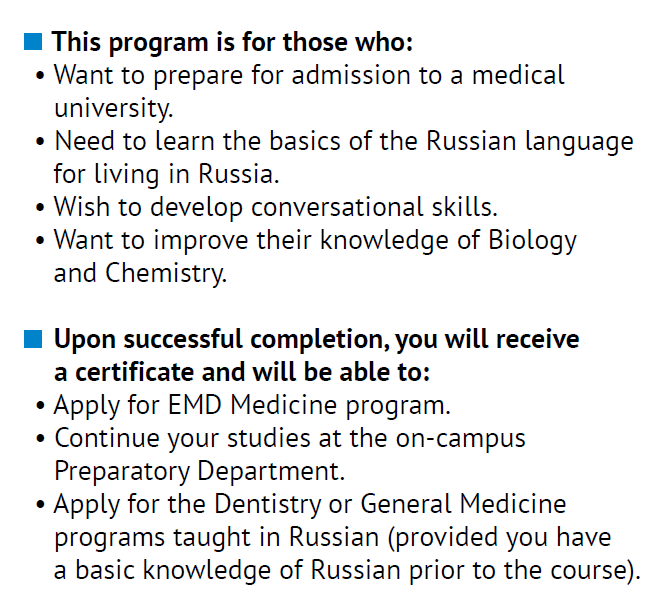 This program is for those who:
• Want to prepare for admission to a medical
university.
• Need to learn the basics of the Russian language
for living in Russia.
• Wish to develop conversational skills.
• Want to improve their knowledge of Biology
and Chemistry.
Upon successful completion, you will receive
a certificate and will be able to:
• Apply for EMD Medicine program.
• Continue your studies at the on-campus
Preparatory Department.
• Apply for the Dentistry or General Medicine
programs taught in Russian (provided you have
a basic knowledge of Russian prior to the course).